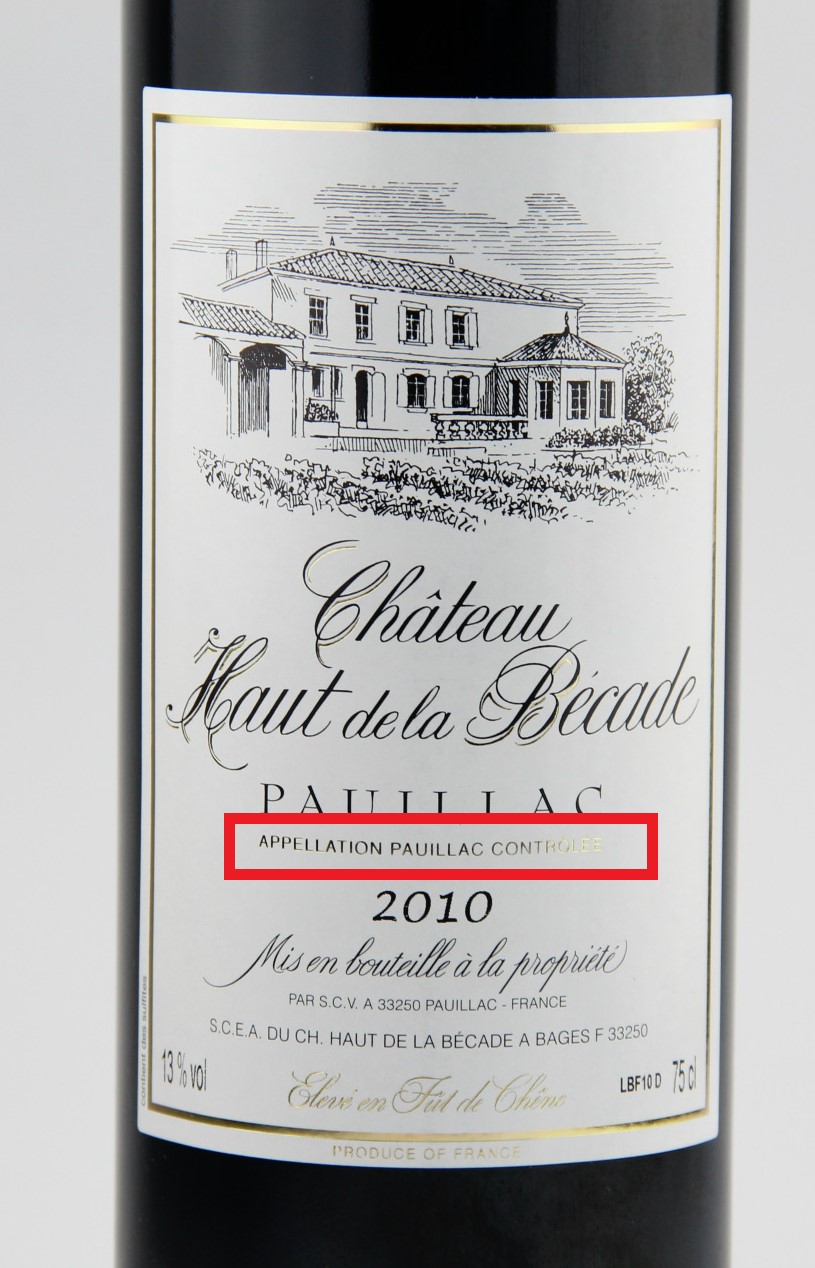 Château
Haut de la Bécade
PAUILLAC
APPELLATION PAUILLAC CONTRÔLÉE
2010
Mis en bouteille à la propriété
PAR S.C.V. A 33250 PAUILLAC - FRANCE
S.C.E.A. DU CH. HAUT DE LA BÉCADE A BAGES F 33250
13 % vol
Elevé en Fût de Chêne
LBF10 D 75 cl
PRODUCE OF FRANCE
contient des sulfites